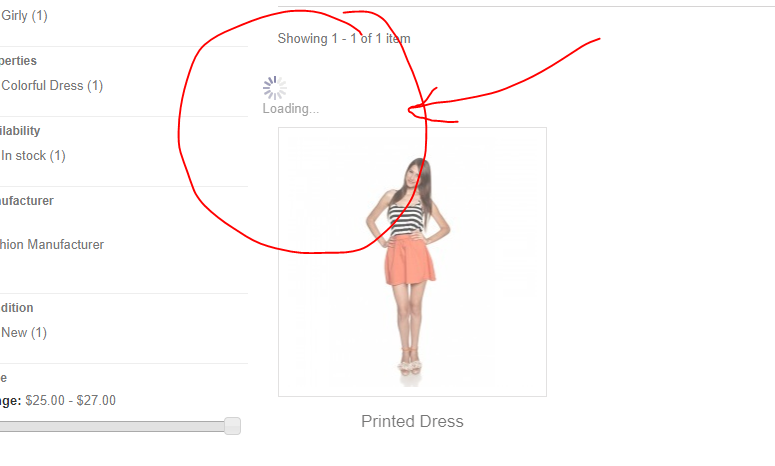 Girly (1)
perties
Colorful Dress (1)
ilability
In stock (1)
nufacturer
hion Manufacturer
dition
New (1)
e
nge: $25.00 - $27.00
Showing 1 - 1 of 1 item
Loading...
Printed Dress